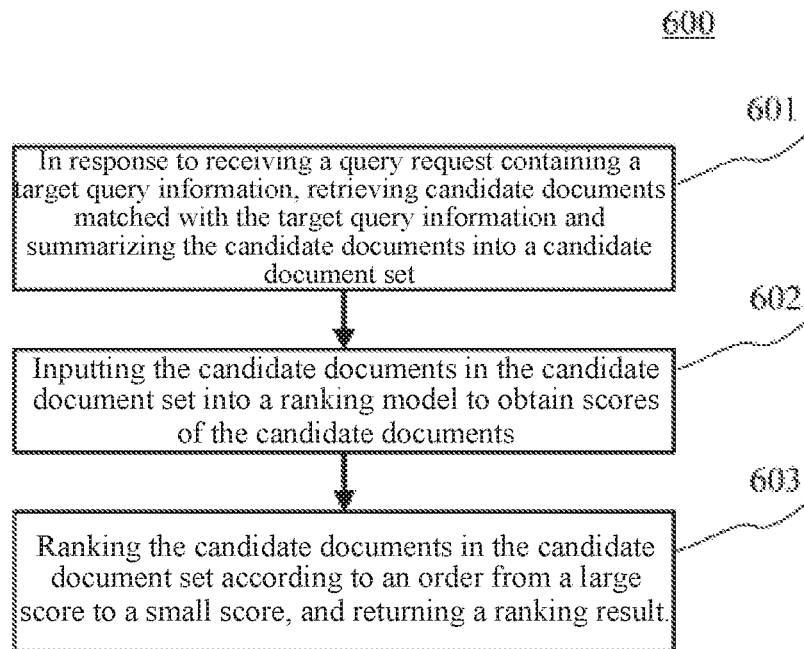 600
601
In response to receiving a query request containing a
target query information, retrieving candidate documents
matched with the target query information and
summarizing the candidate documents into a candidate
document set
602
Inputting the candidate documents in the candidate
document set into a ranking model to obtain scores
of the candidate documents
603
Ranking the candidate documents in the candidate
document set according to an order from a large
score to a small score, and returning a ranking result.